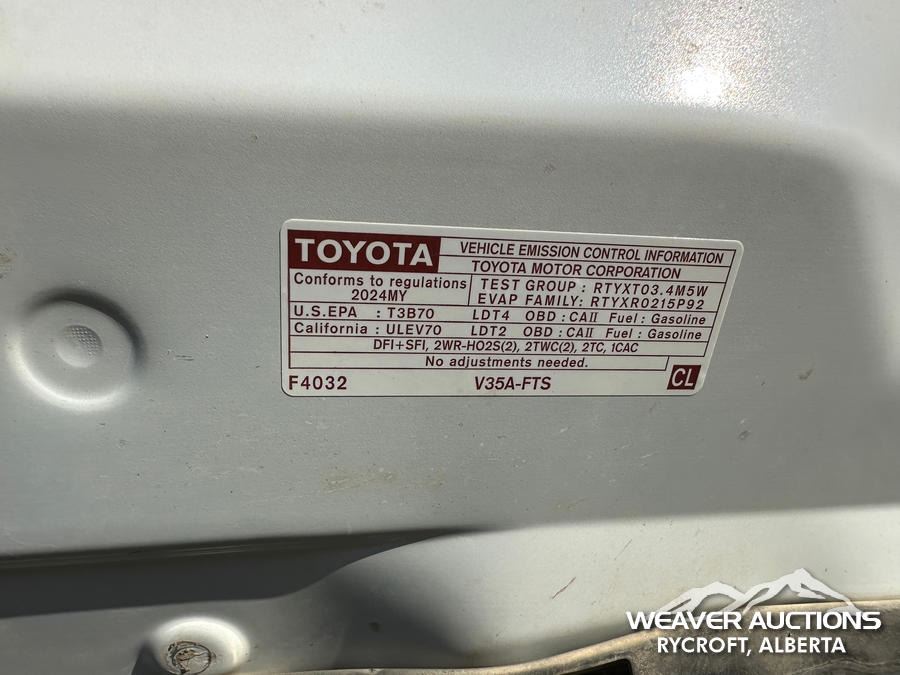 TOYOTA VEHICLE EMISSION CONTROL INFORMATION
TOYOTA MOTOR CORPORATION
Conforms to regulations
2024MY
TEST GROUP : RTYXT03.4M5W
EVAP FAMILY: RTYXR0215P92
U.S.EPA : T3B70 LDT4 OBD : CAII Fuel : Gasoline
California : ULEV70 LDT2 OBD : CAII Fuel : Gasoline
DFI+SFI, 2WR-HO2S(2), 2TWC(2), 2TC, 1CAC
No adjustments needed.
F4032 V35A-FTS CL
WEAVER AUCTIONS
RYCROFT, ALBERTA